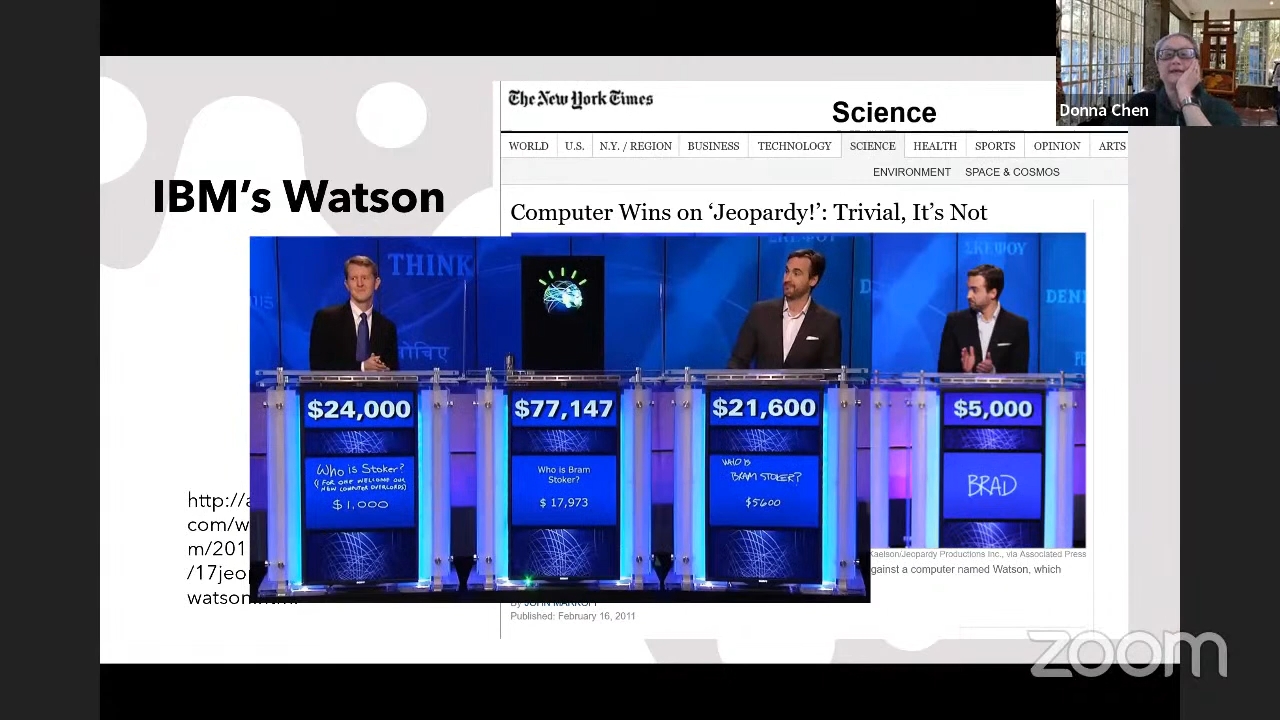 The New York Times
Science
Donna Chen
WORLD U.S. N.Y. / REGION BUSINESS TECHNOLOGY SCIENCE HEALTH SPORTS OPINION ARTS
ENVIRONMENT SPACE & COSMOS
IBM’s Watson
Computer Wins on ‘Jeopardy!’: Trivial, It’s Not
THINK
ΣΚΕΨΟΥ
$24,000
$77,147
$21,600
$5,000
Who is Stoker?
(I FOR ONE WELCOME OUR
NEW COMPUTER OVERLORDS)
$1,000
Who is Bram
Stoker?
$ 17,973
WHO IS
BRAM STOKER?
$5600
BRAD
http://
com/w
m/201
/17jeo
watson
Jeopardy Productions Inc., via Associated Press
against a computer named Watson, which
Published: February 16, 2011
zoom